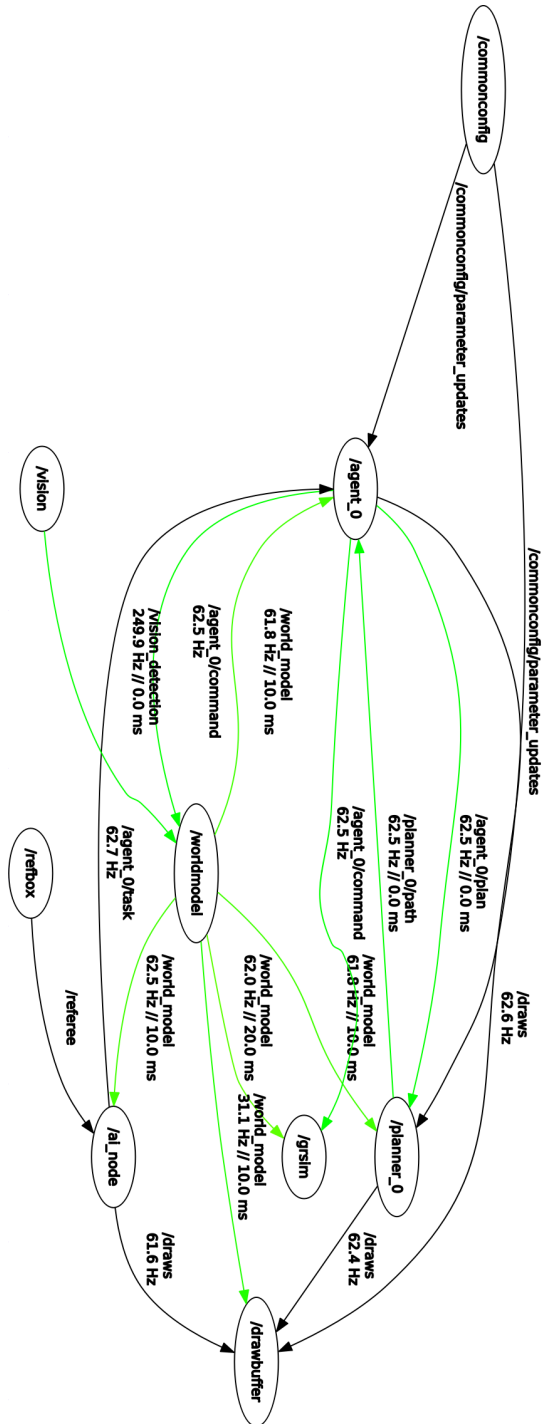 /commonconfig
/commonconfig/parameter_updates
/commonconfig/parameter_updates
/agent_0
/vision
/vision_detection
249.9 Hz // 0.0 ms
/agent_0/command
62.5 Hz
/world_model
61.8 Hz // 10.0 ms
/agent_0/command
62.5 Hz
/planner_0/path
62.5 Hz // 0.0 ms
/agent_0/plan
62.5 Hz // 0.0 ms
/worldmodel
/refbox
/agent_0/task
62.7 Hz
/referee
/world_model
62.5 Hz // 10.0 ms
/world_model
62.0 Hz // 20.0 ms
/world_model
31.1 Hz // 10.0 ms
/world_model
61.8 Hz // 10.0 ms
/draws
62.6 Hz
/ai_node
/grsim
/planner_0
/draws
61.6 Hz
/draws
62.4 Hz
/drawbuffer